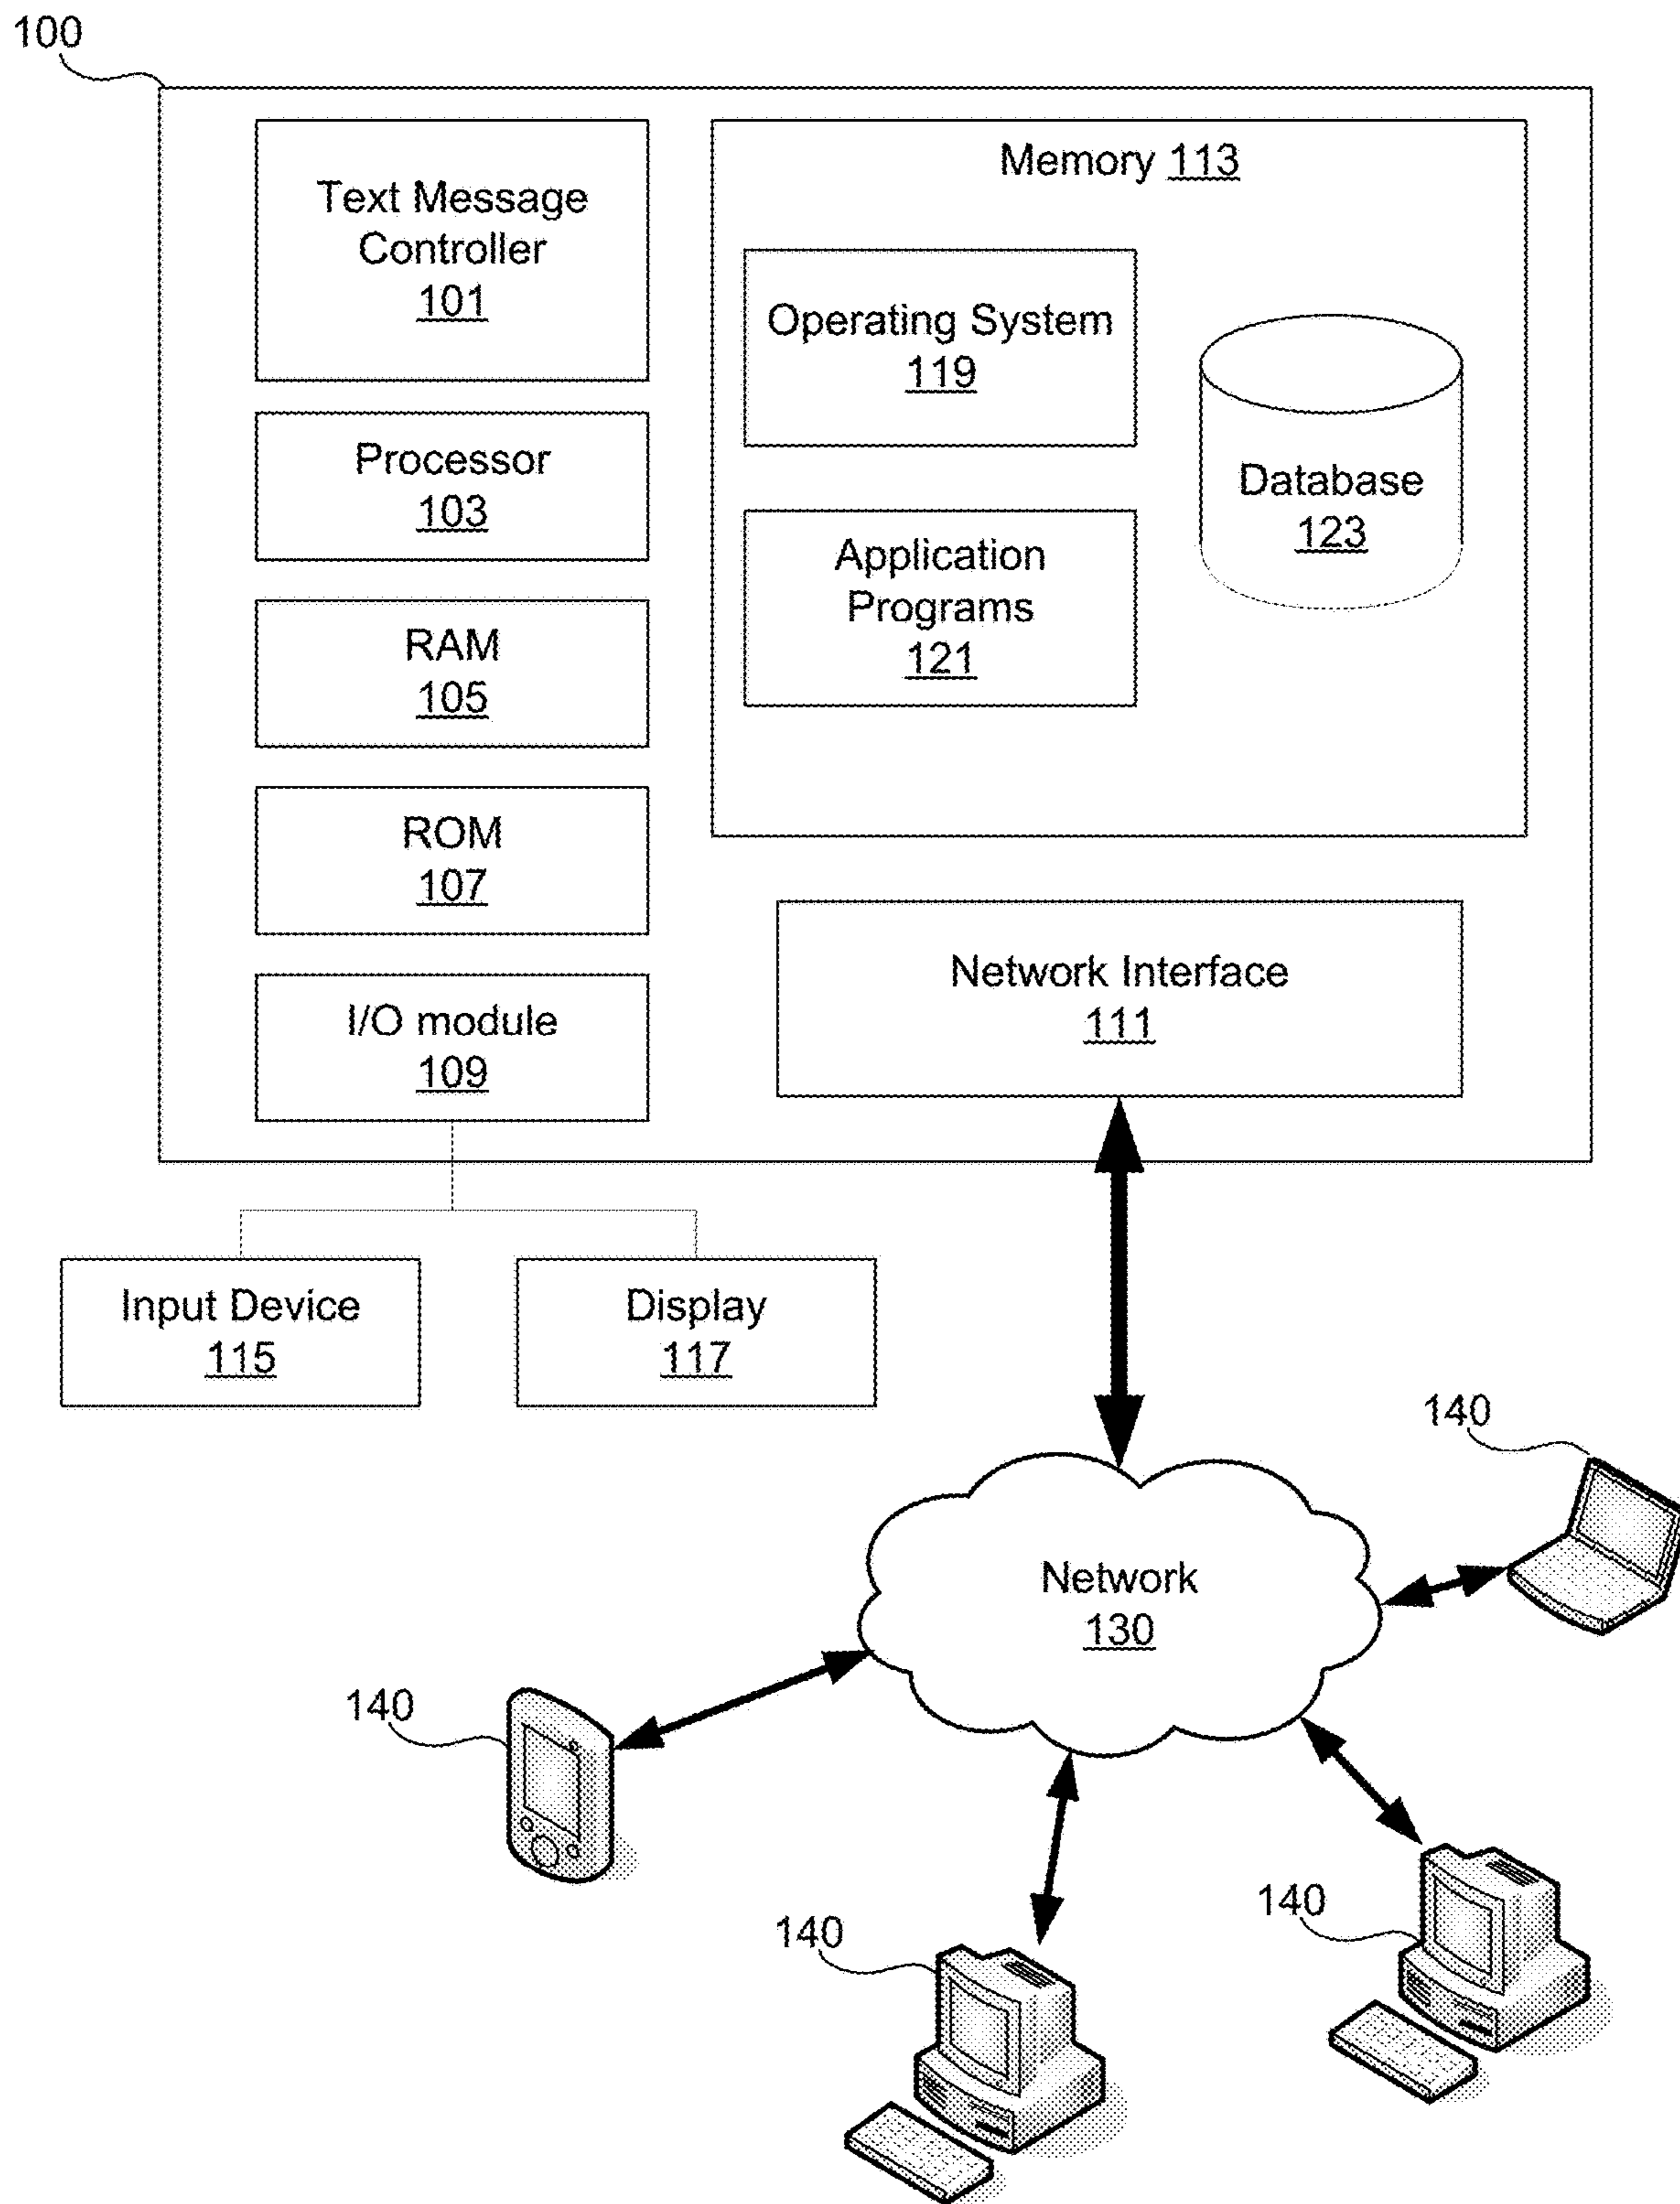 100
Text Message
Controller
101
Processor
103
RAM
105
ROM
107
I/O module
109
Memory 113
Operating System
119
Application
Programs
121
Database
123
Network Interface
111
Input Device
115
Display
117
Network
130
140
140
140
140